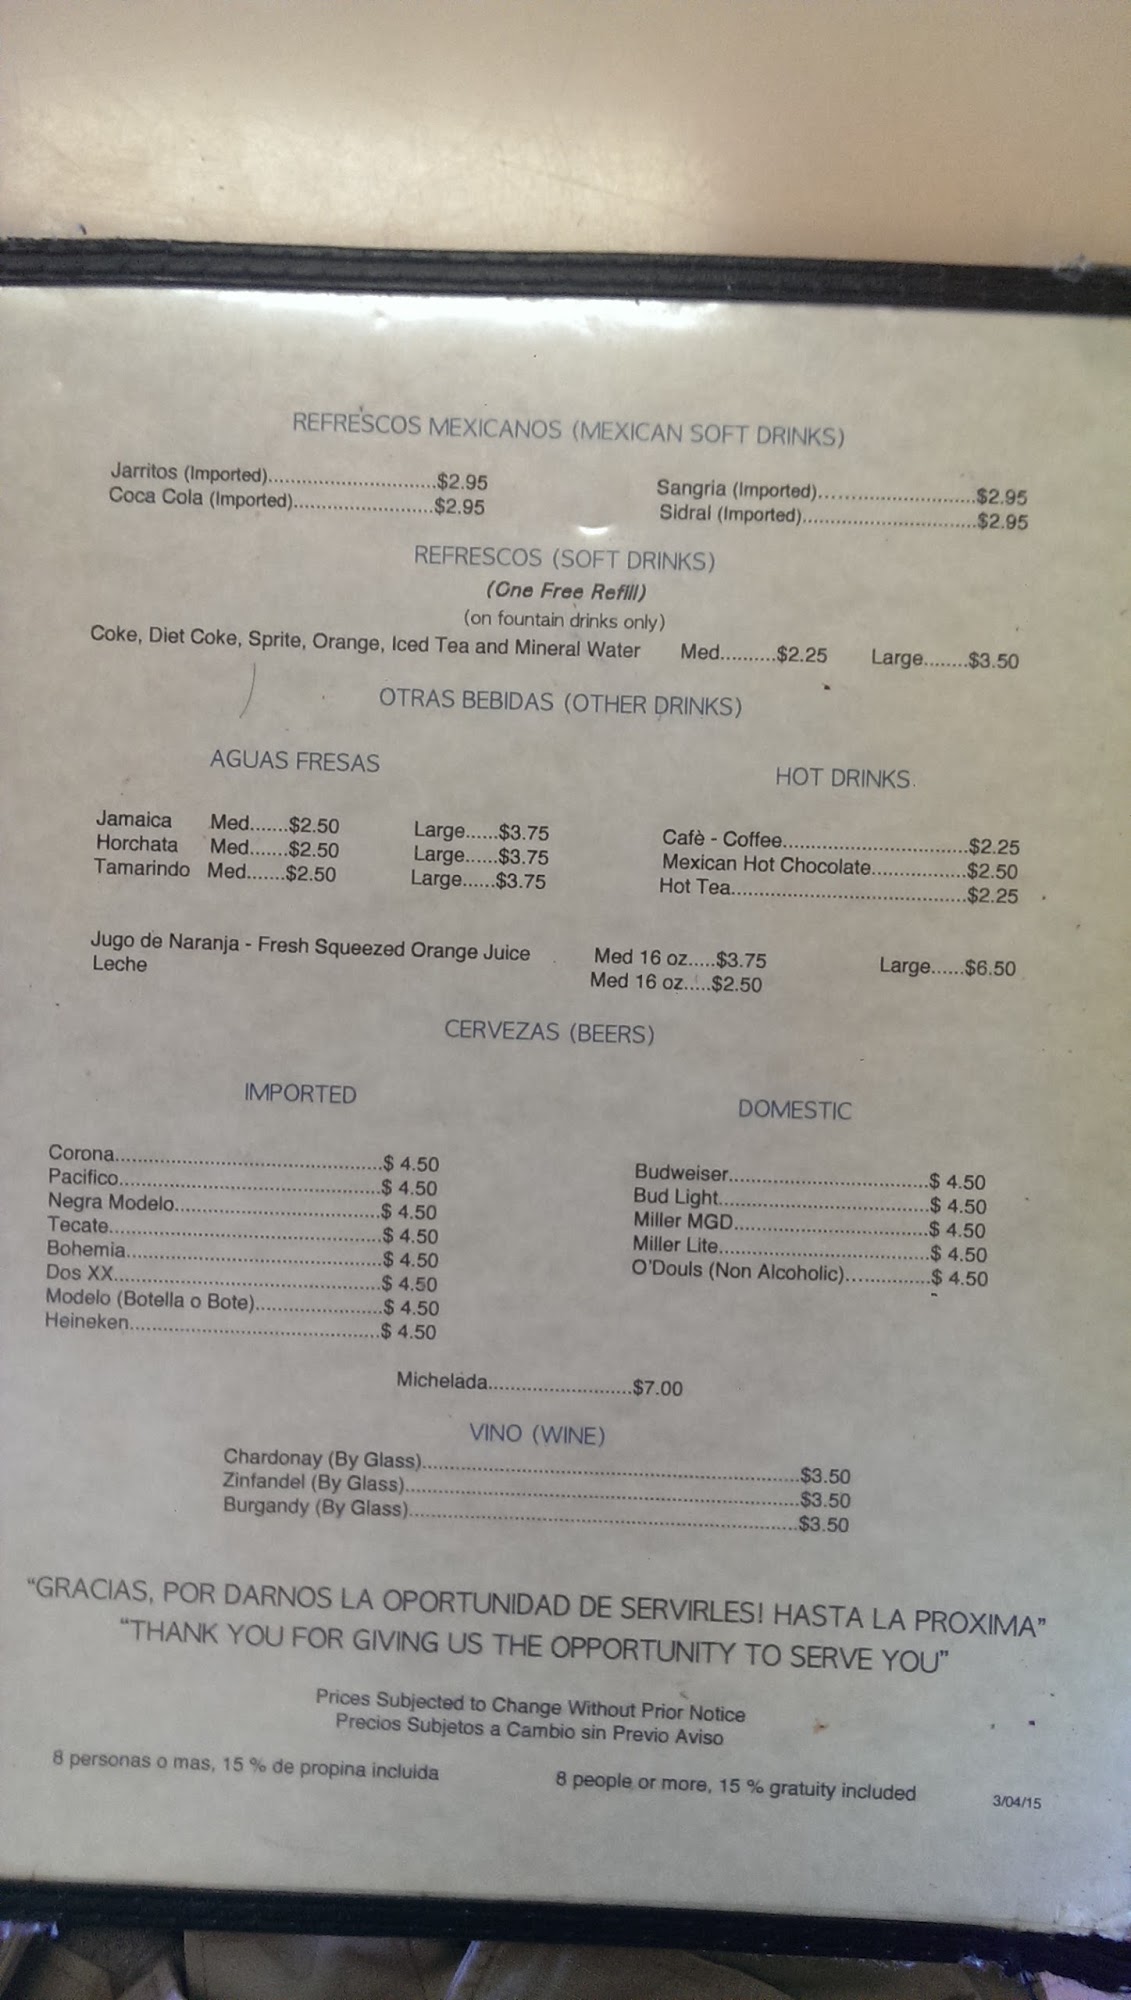 REFRESCOS MEXICANOS (MEXICAN SOFT DRINKS)
Jarritos (Imported)..............................$2.95
Coca Cola (Imported).........................$2.95
Sangria (Imported)............................$2.95
Sidral (Imported)...............................$2.95
REFRESCOS (SOFT DRINKS)
(One Free Refill)
(on fountain drinks only)
Coke, Diet Coke, Sprite, Orange, Iced Tea and Mineral Water Med..........$2.25 Large........$3.50
OTRAS BEBIDAS (OTHER DRINKS)
AGUAS FRESAS
Jamaica Med.......$2.50 Large......$3.75
Horchata Med.......$2.50 Large......$3.75
Tamarindo Med.......$2.50 Large......$3.75
HOT DRINKS
Cafè - Coffee.................................$2.25
Mexican Hot Chocolate.................$2.50
Hot Tea..........................................$2.25
Jugo de Naranja - Fresh Squeezed Orange Juice Med 16 oz.....$3.75 Large......$6.50
Leche Med 16 oz.....$2.50
CERVEZAS (BEERS)
IMPORTED
Corona................................................$ 4.50
Pacifico...............................................$ 4.50
Negra Modelo.....................................$ 4.50
Tecate.................................................$ 4.50
Bohemia..............................................$ 4.50
Dos XX................................................$ 4.50
Modelo (Botella o Bote).......................$ 4.50
Heineken.............................................$ 4.50
DOMESTIC
Budweiser....................................$ 4.50
Bud Light......................................$ 4.50
Miller MGD...................................$ 4.50
Miller Lite......................................$ 4.50
O'Douls (Non Alcoholic)...............$ 4.50
Michelada..........................$7.00
VINO (WINE)
Chardonay (By Glass)....................................................................$3.50
Zinfandel (By Glass).......................................................................$3.50
Burgandy (By Glass)......................................................................$3.50
“GRACIAS, POR DARNOS LA OPORTUNIDAD DE SERVIRLES! HASTA LA PROXIMA”
“THANK YOU FOR GIVING US THE OPPORTUNITY TO SERVE YOU”
Prices Subjected to Change Without Prior Notice
Precios Subjetos a Cambio sin Previo Aviso
8 personas o mas, 15 % de propina incluida
8 people or more, 15 % gratuity included
3/04/15